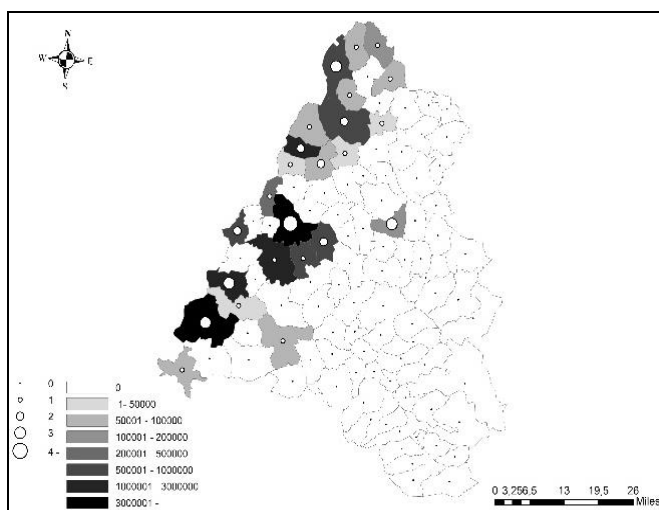 N
W E
S
0 0
1 1- 50000
2 50001 - 100000
3 100001 - 200000
4 - 200001 - 500000
500001 - 1000000
1000001 - 3000000
3000001 -
0 3,256,5 13 19,5 26
Miles